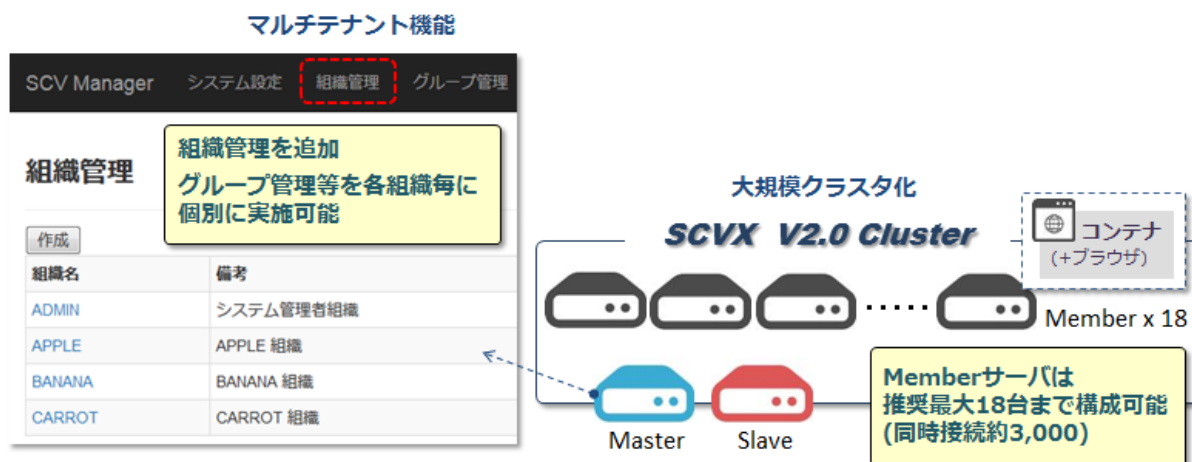 マルチテナント機能
SCV Manager システム設定 組織管理 グループ管理
組織管理
組織管理を追加
グループ管理等を各組織毎に
個別に実施可能
作成
組織名 備考
ADMIN システム管理者組織
APPLE APPLE 組織
BANANA BANANA 組織
CARROT CARROT 組織
大規模クラスタ化
SCVX V2.0 Cluster
コンテナ
(+ブラウザ)
Member x 18
Master Slave
Memberサーバは
推奨最大18台まで構成可能
(同時接続約3,000)